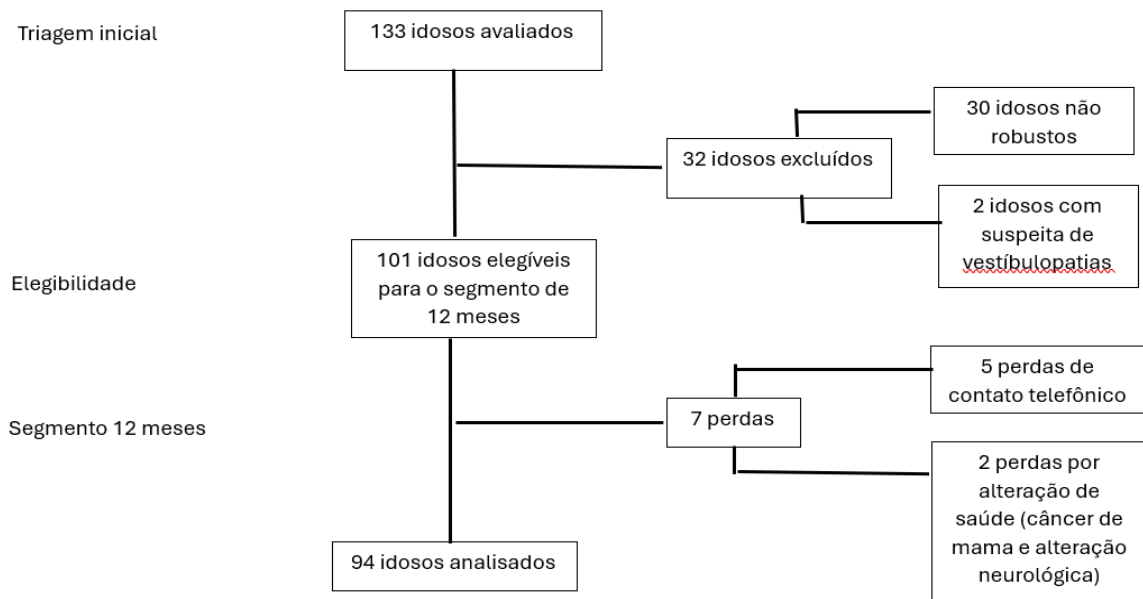 Triagem inicial
133 idosos avaliados
30 idosos não
robustos
32 idosos excluídos
2 idosos com
suspeita de
vestíbulopatias
Elegibilidade
101 idosos elegíveis
para o segmento de
12 meses
5 perdas de
contato telefônico
Segmento 12 meses
7 perdas
2 perdas por
alteração de
saúde (câncer de
mama e alteração
neurológica)
94 idosos analisados